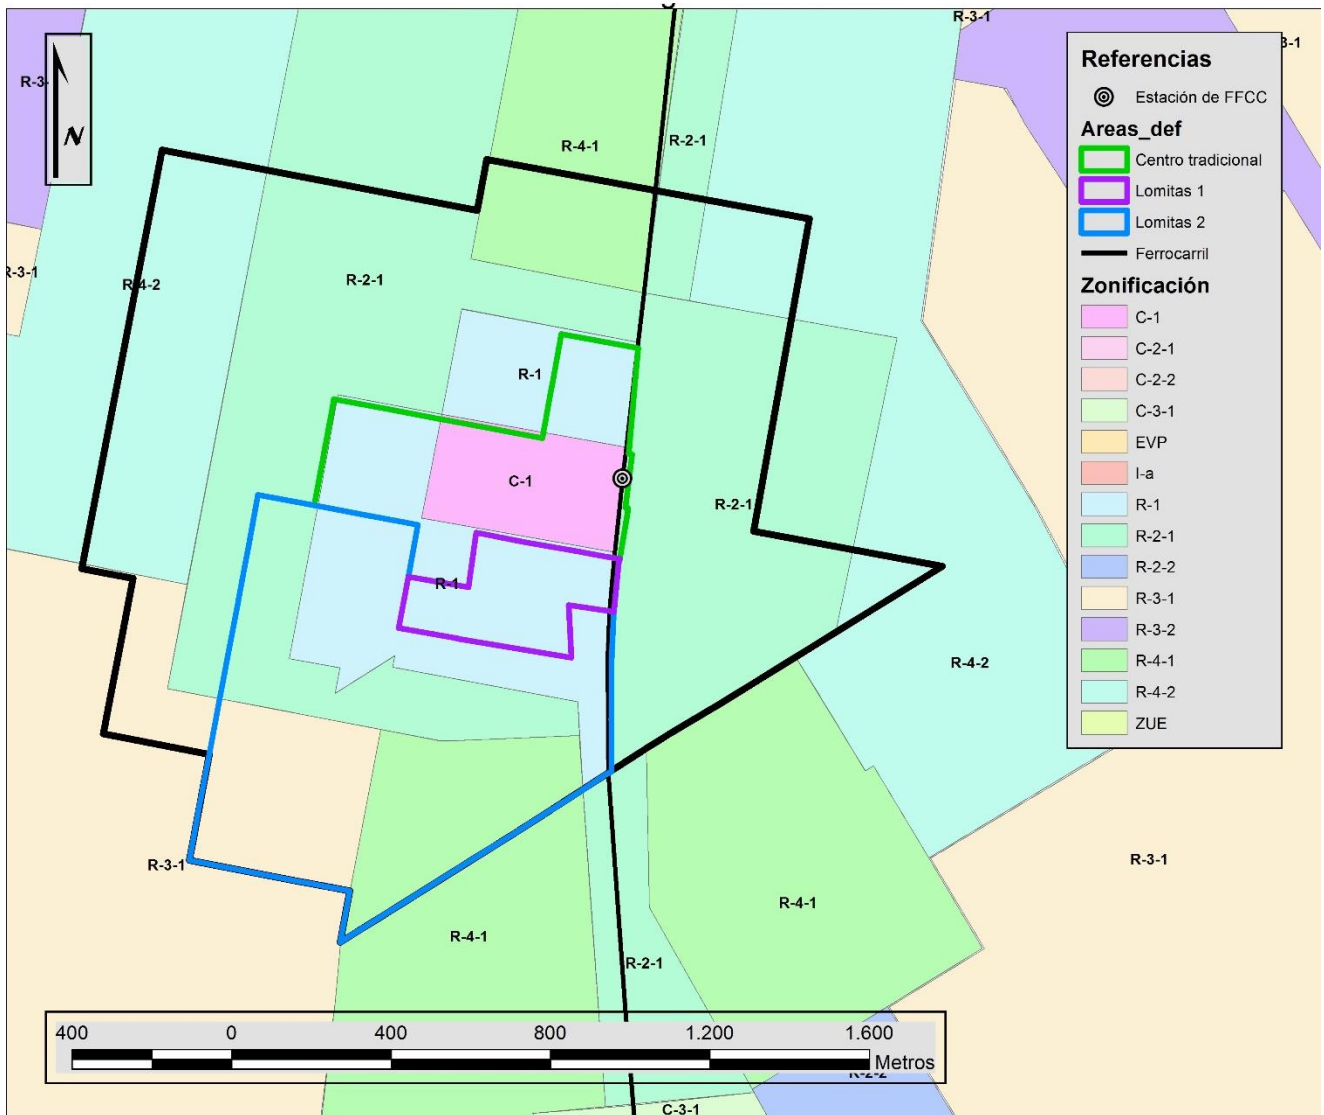 R-3-1
3-1
R-3-
N
R-4-1
R-2-1
R-3-1
R-4-2
R-2-1
R-1
C-1
R-2-1
R-1
R-4-2
R-3-1
R-3-1
R-4-1
R-4-1
R-2-1
R-2-2
C-3-1
Referencias
Estación de FFCC
Areas_def
Centro tradicional
Lomitas 1
Lomitas 2
Ferrocarril
Zonificación
C-1
C-2-1
C-2-2
C-3-1
EVP
I-a
R-1
R-2-1
R-2-2
R-3-1
R-3-2
R-4-1
R-4-2
ZUE
400 0 400 800 1.200 1.600
Metros